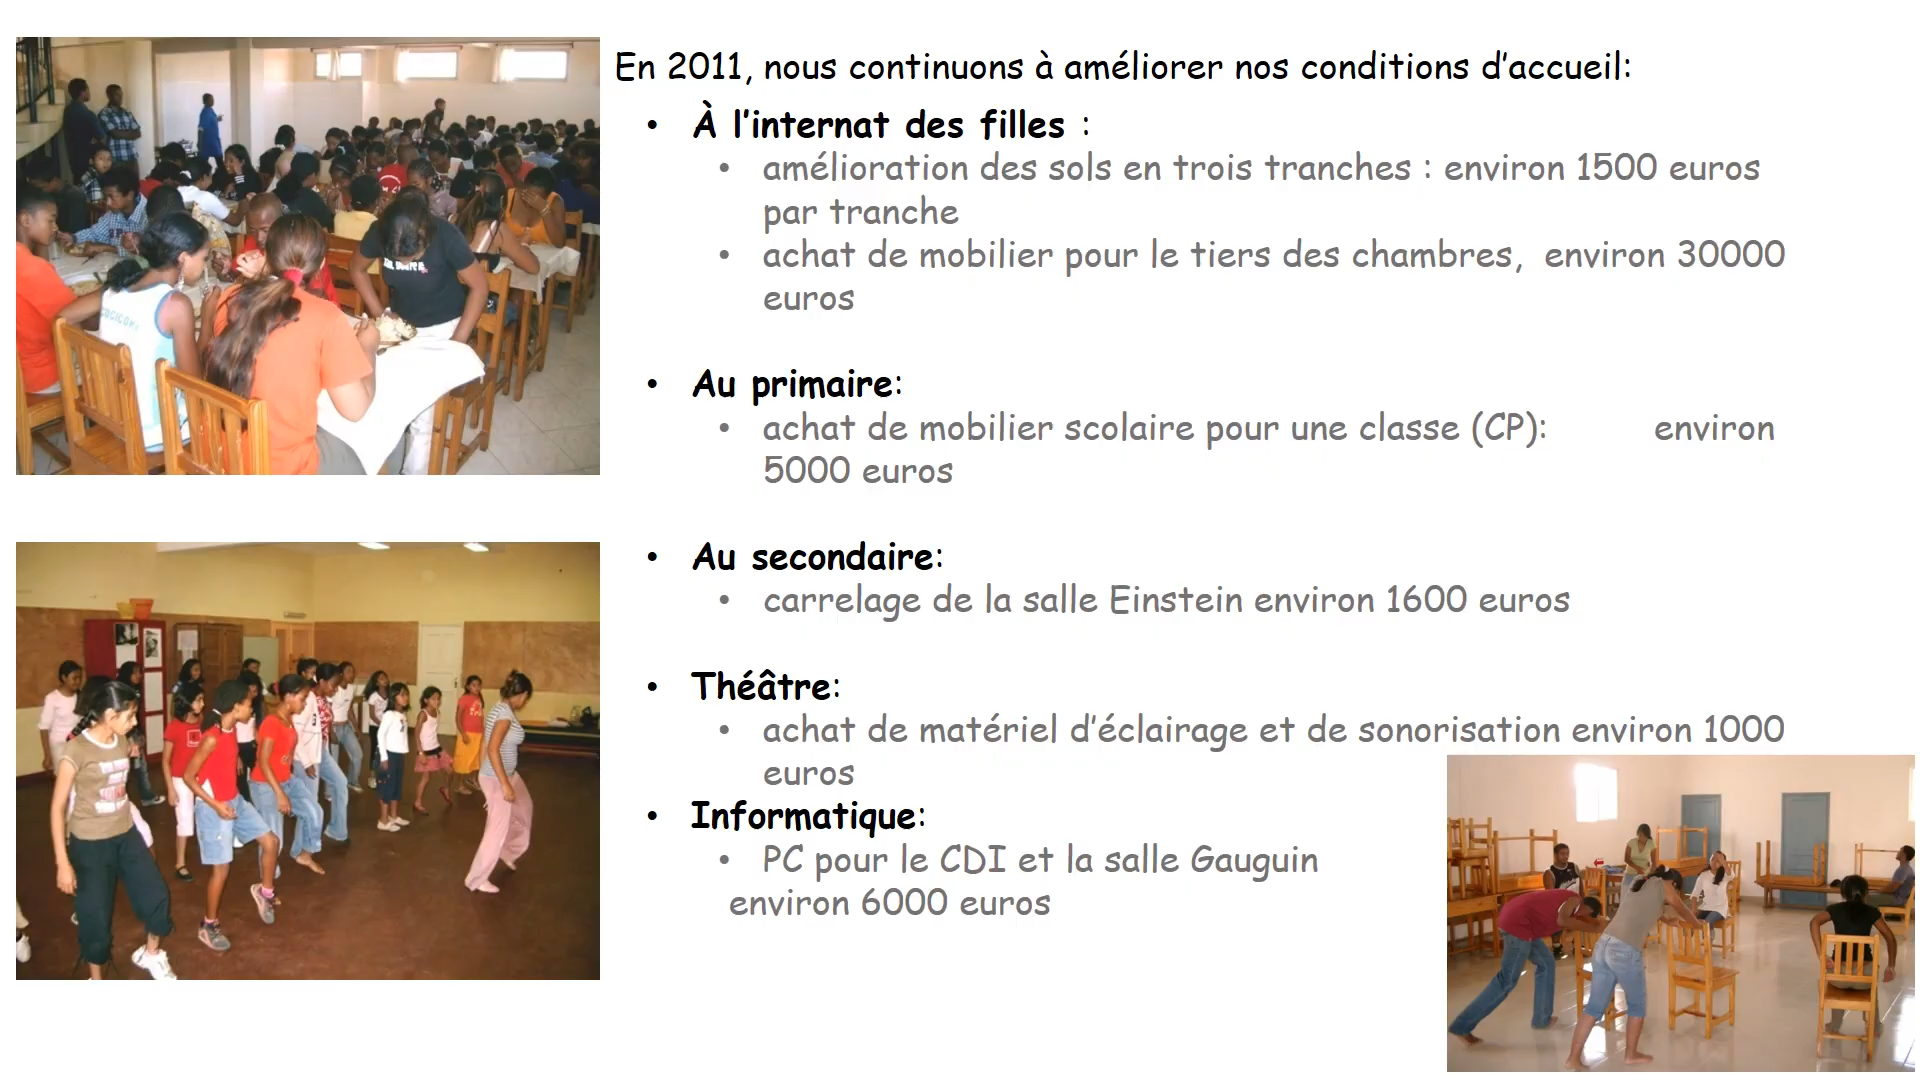 En 2011, nous continuons à améliorer nos conditions d’accueil:
• À l’internat des filles :
• amélioration des sols en trois tranches : environ 1500 euros
par tranche
• achat de mobilier pour le tiers des chambres, environ 30000
euros
• Au primaire:
• achat de mobilier scolaire pour une classe (CP): environ
5000 euros
• Au secondaire:
• carrelage de la salle Einstein environ 1600 euros
• Théâtre:
• achat de matériel d’éclairage et de sonorisation environ 1000
euros
• Informatique:
• PC pour le CDI et la salle Gauguin
environ 6000 euros